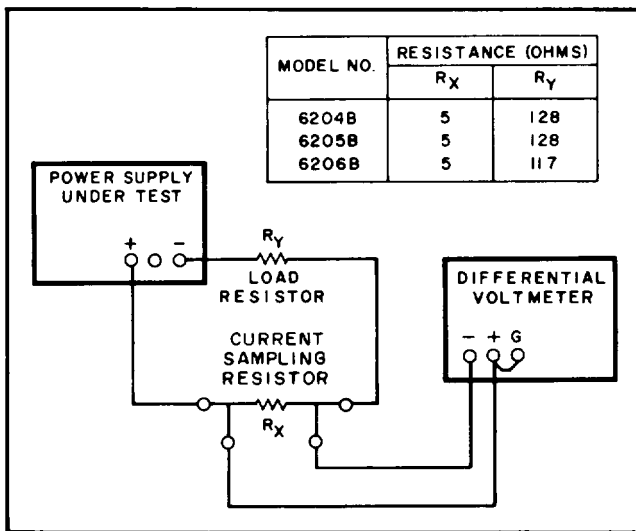 MODEL NO. RESISTANCE (OHMS)
RX RY
6204B 5 128
6205B 5 128
6206B 5 117
POWER SUPPLY
UNDER TEST
+ -
RY
LOAD
RESISTOR
DIFFERENTIAL
VOLTMETER
- + G
CURRENT
SAMPLING
RESISTOR
RX